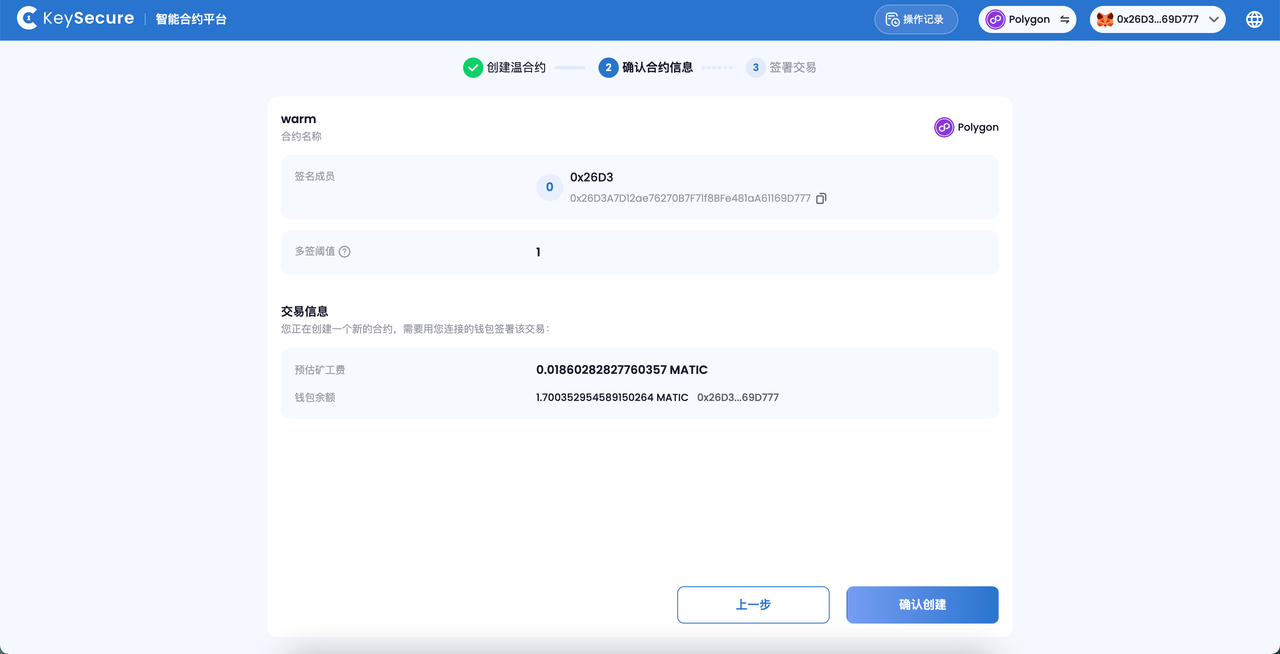 KeySecure 智能合约平台 操作记录 Polygon 0x26D3...69D777
创建温合约 2 确认合约信息 3 签署交易
warm
Polygon
合约名称
签名成员
0 0x26D3
0x26D3A7D12ae76270B7F71f8BFe481aA61169D777
多签阈值 ? 1
交易信息
您正在创建一个新的合约，需要用您连接的钱包签署该交易：
预估矿工费 0.01860282827760357 MATIC
钱包余额 1.700352954589150264 MATIC 0x26D3...69D777
上一步 确认创建